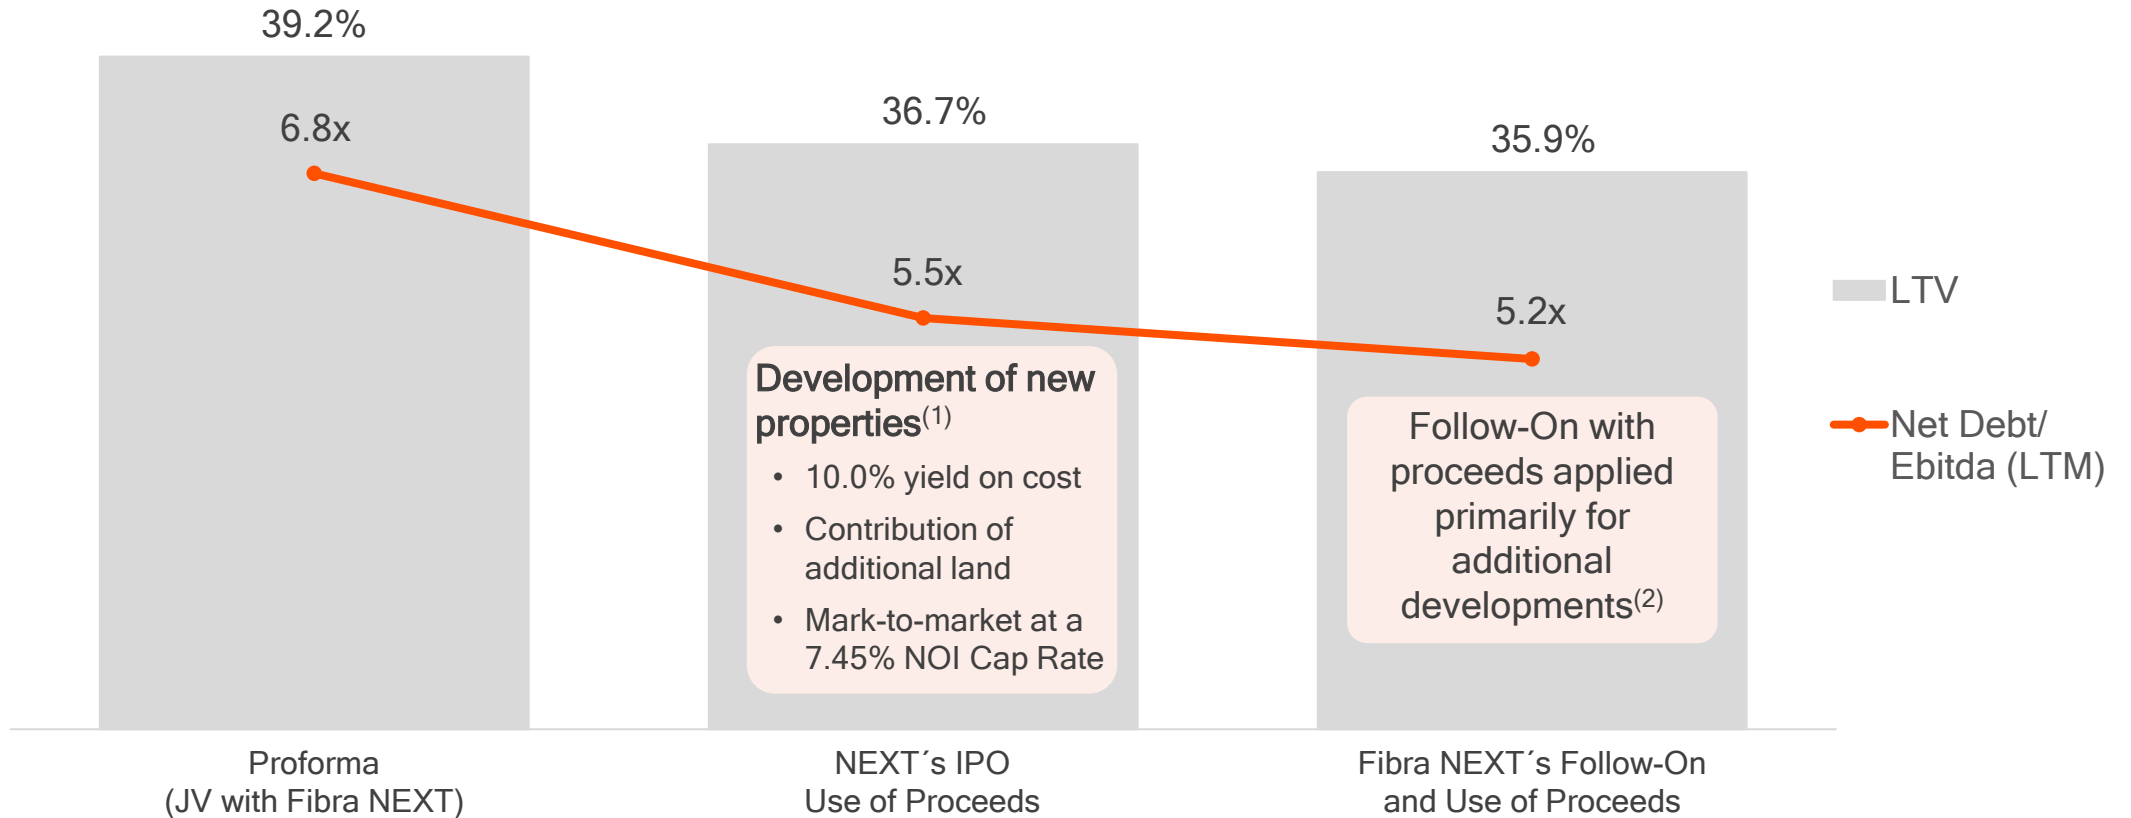 39.2%
6.8x
36.7%
5.5x
35.9%
5.2x
Development of new
properties(1)
• 10.0% yield on cost
• Contribution of
additional land
• Mark-to-market at a
7.45% NOI Cap Rate
Follow-On with
proceeds applied
primarily for
additional
developments(2)
LTV
Net Debt/
Ebitda (LTM)
Proforma
(JV with Fibra NEXT)
NEXT´s IPO
Use of Proceeds
Fibra NEXT´s Follow-On
and Use of Proceeds